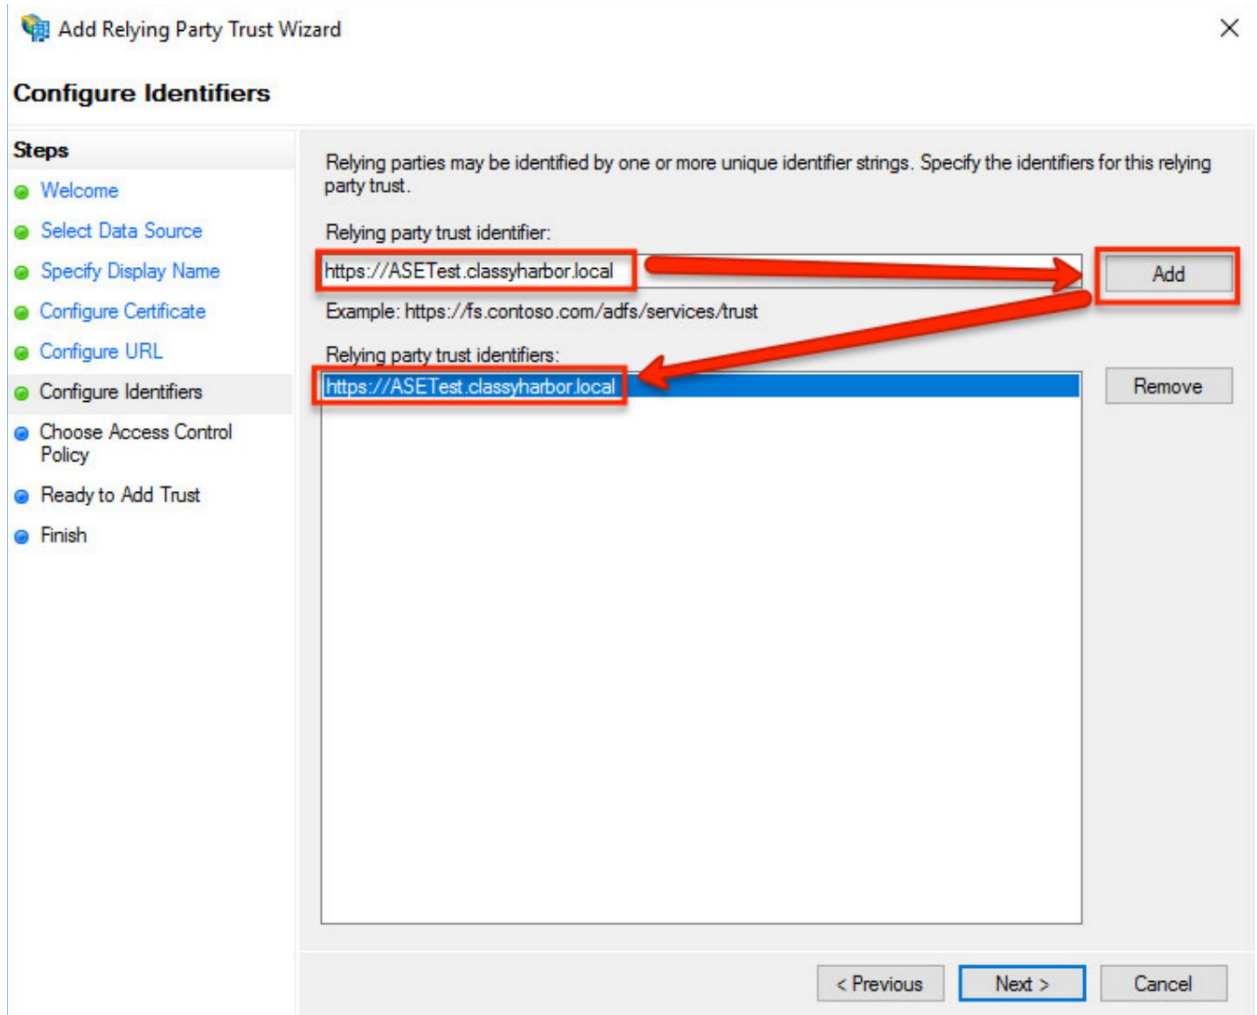 Add Relying Party Trust Wizard
Configure Identifiers
Steps
Welcome
Select Data Source
Specify Display Name
Configure Certificate
Configure URL
Configure Identifiers
Choose Access Control
Policy
Ready to Add Trust
Finish
Relying parties may be identified by one or more unique identifier strings. Specify the identifiers for this relying
party trust.
Relying party trust identifier:
https://ASETest.classyharbor.local
Add
Example: https://fs.contoso.com/adfs/services/trust
Relying party trust identifiers:
https://ASETest.classyharbor.local
Remove
< Previous
Next >
Cancel